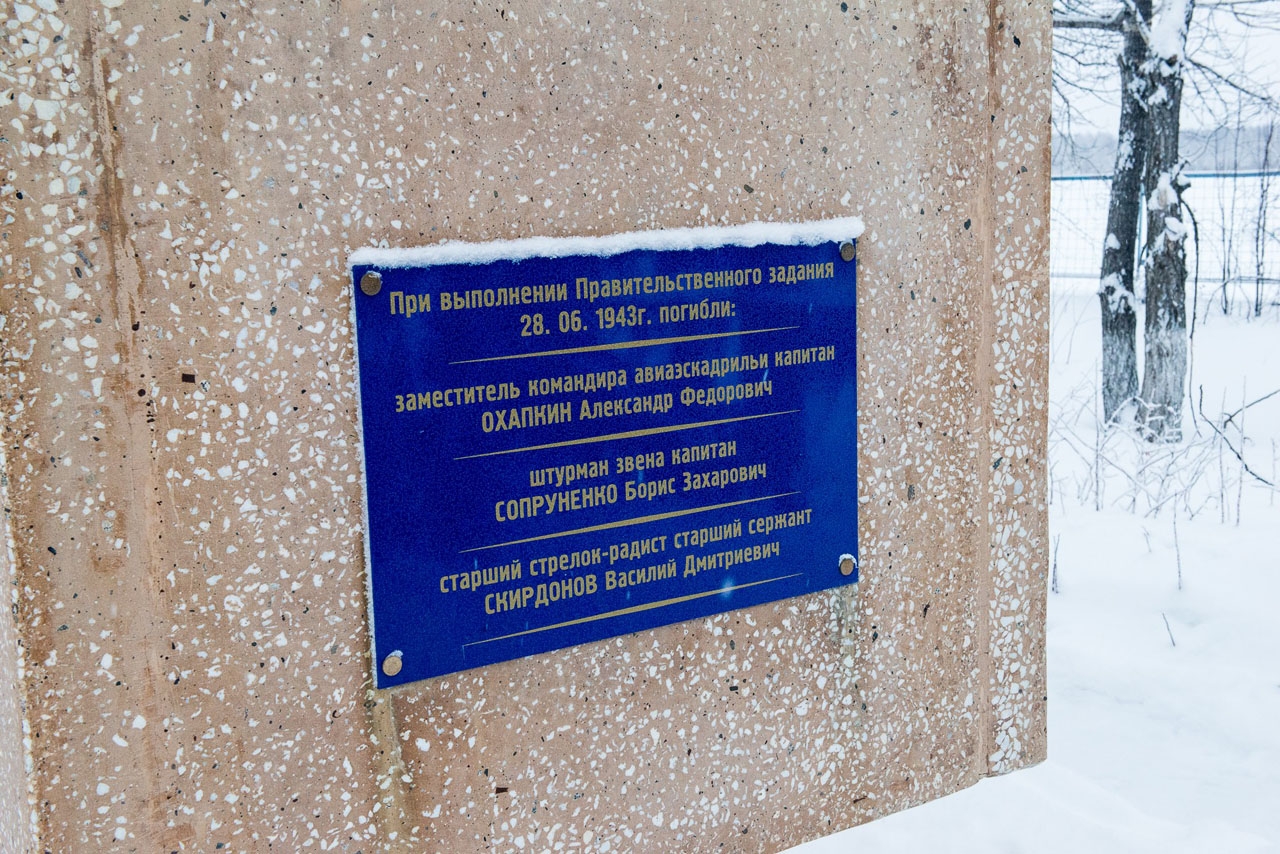 При выполнении Правительственного задания
28. 06. 1943г. погибли:
заместитель командира авиаэскадрильи капитан
ОХАПКИН Александр Федорович
штурман звена капитан
СОПРУНЕНКО Борис Захарович
старший стрелок-радист старший сержант
СКИРДОНОВ Василий Дмитриевич